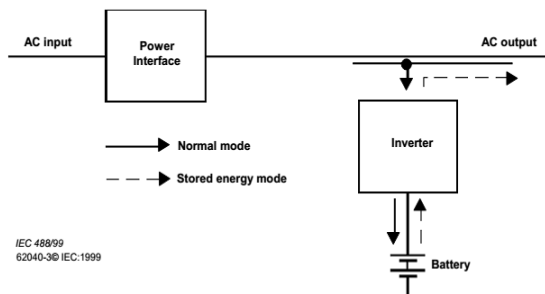 AC input
Power
Interface
AC output
Normal mode
Stored energy mode
Inverter
Battery
IEC 488/99
62040-3© IEC:1999